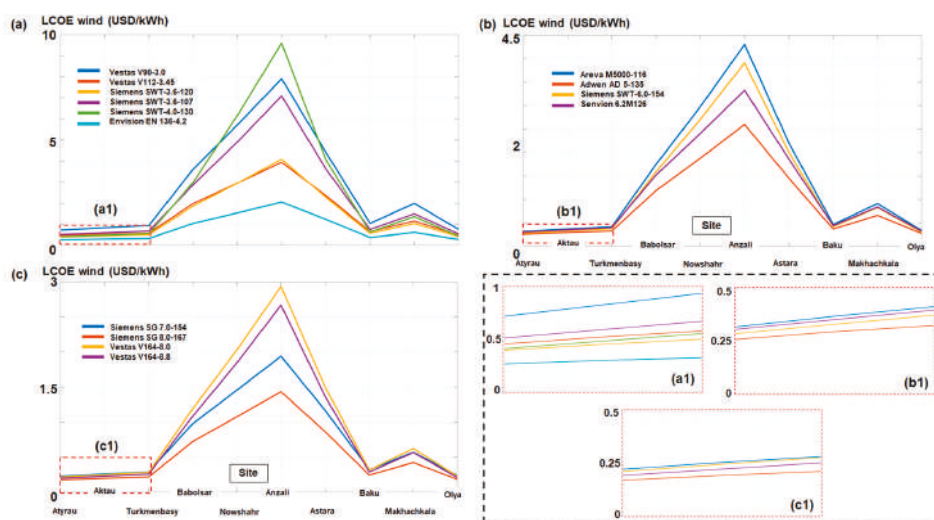 (a)
LCOE wind (USD/kWh)
10
5
0
Vestas V90-3.0
Vestas V112-3.45
Siemens SWT-3.6-120
Siemens SWT-3.6-107
Siemens SWT-4.0-130
Envision EN 136-4.2
(a1)
(b)
LCOE wind (USD/kWh)
4.5
2
0
Areva M5000-116
Adwen AD 5-135
Siemens SWT-6.0-154
Senvion 6.2M126
(b1)
Site
Aktau
Babolsar
Anzali
Baku
Olya
Atyrau
Turkmenbasy
Nowshahr
Astara
Makhachkala
(c)
LCOE wind (USD/kWh)
3
1.5
0
Siemens SG 7.0-154
Siemens SG 8.0-167
Vestas V164-8.0
Vestas V164-8.8
(c1)
Site
Aktau
Babolsar
Anzali
Baku
Olya
Atyrau
Turkmenbasy
Nowshahr
Astara
Makhachkala
1
0.5
0
(a1)
0.5
0.25
0
(b1)
0.5
0.25
0
(c1)